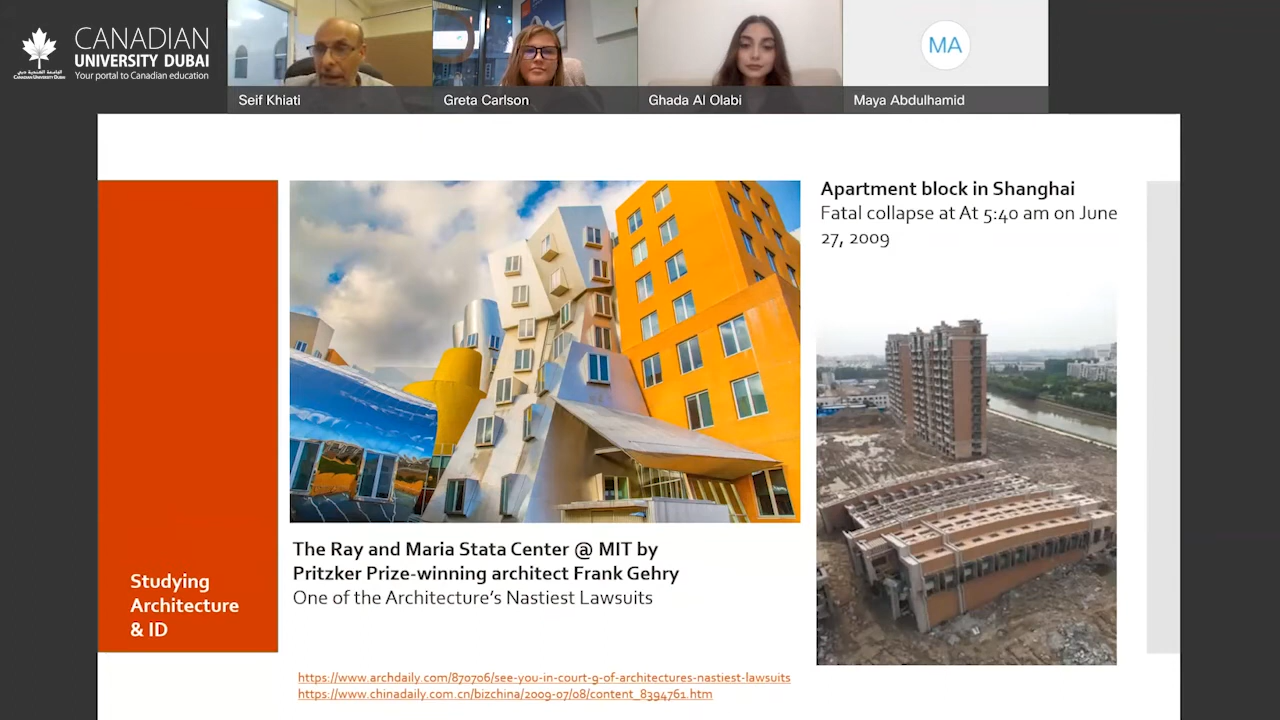 CANADIAN
UNIVERSITY DUBAI
Your portal to Canadian education
Seif Khiati
Greta Carlson
Ghada Al Olabi
MA
Maya Abdulhamid
Apartment block in Shanghai
Fatal collapse at At 5:40 am on June
27, 2009
The Ray and Maria Stata Center @ MIT by
Pritzker Prize-winning architect Frank Gehry
One of the Architecture's Nastiest Lawsuits
Studying
Architecture
& ID
https://www.archdaily.com/870706/see-you-in-court-9-of-architectures-nastiest-lawsuits
https://www.chinadaily.com.cn/bizchina/2009-07/08/content_8394761.htm